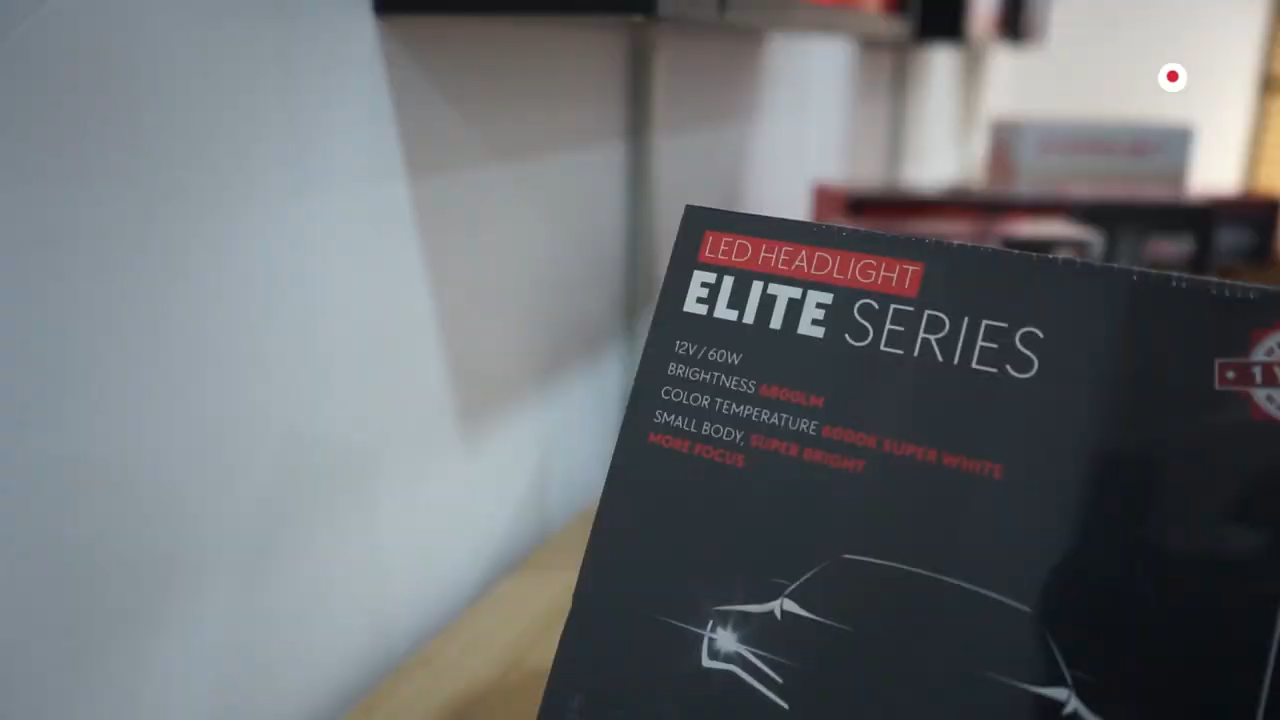 LED HEADLIGHT
ELITE SERIES
12V / 60W
BRIGHTNESS 6800LM
COLOR TEMPERATURE 6000K SUPER WHITE
SMALL BODY, SUPER BRIGHT
MORE FOCUS.